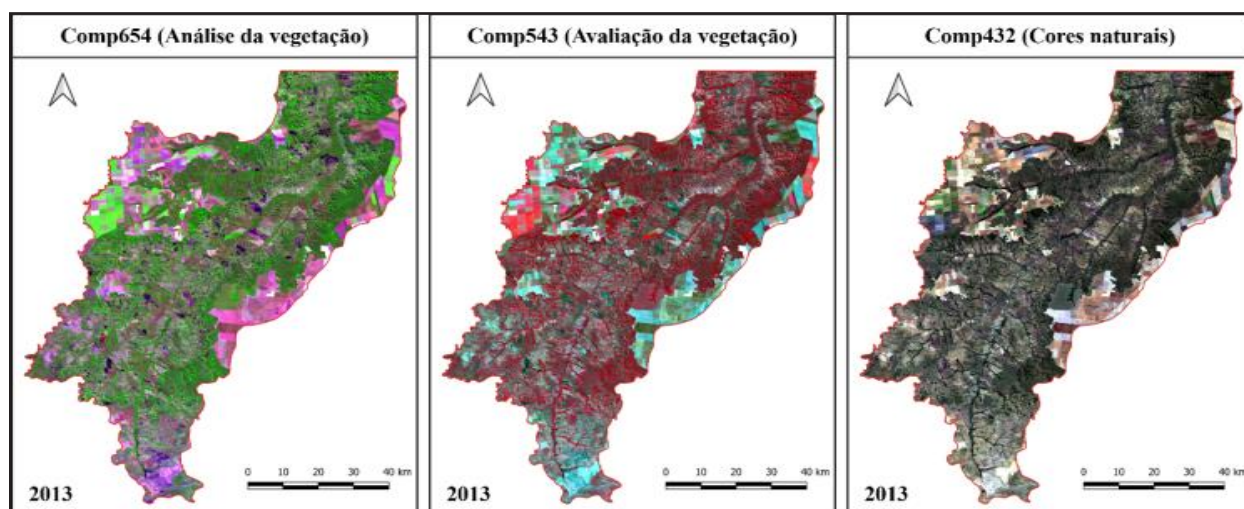 Comp654 (Análise da vegetação)
Comp543 (Avaliação da vegetação)
Comp432 (Cores naturais)
0 10 20 30 40 km
2013
0 10 20 30 40 km
2013
0 10 20 30 40 km
2013